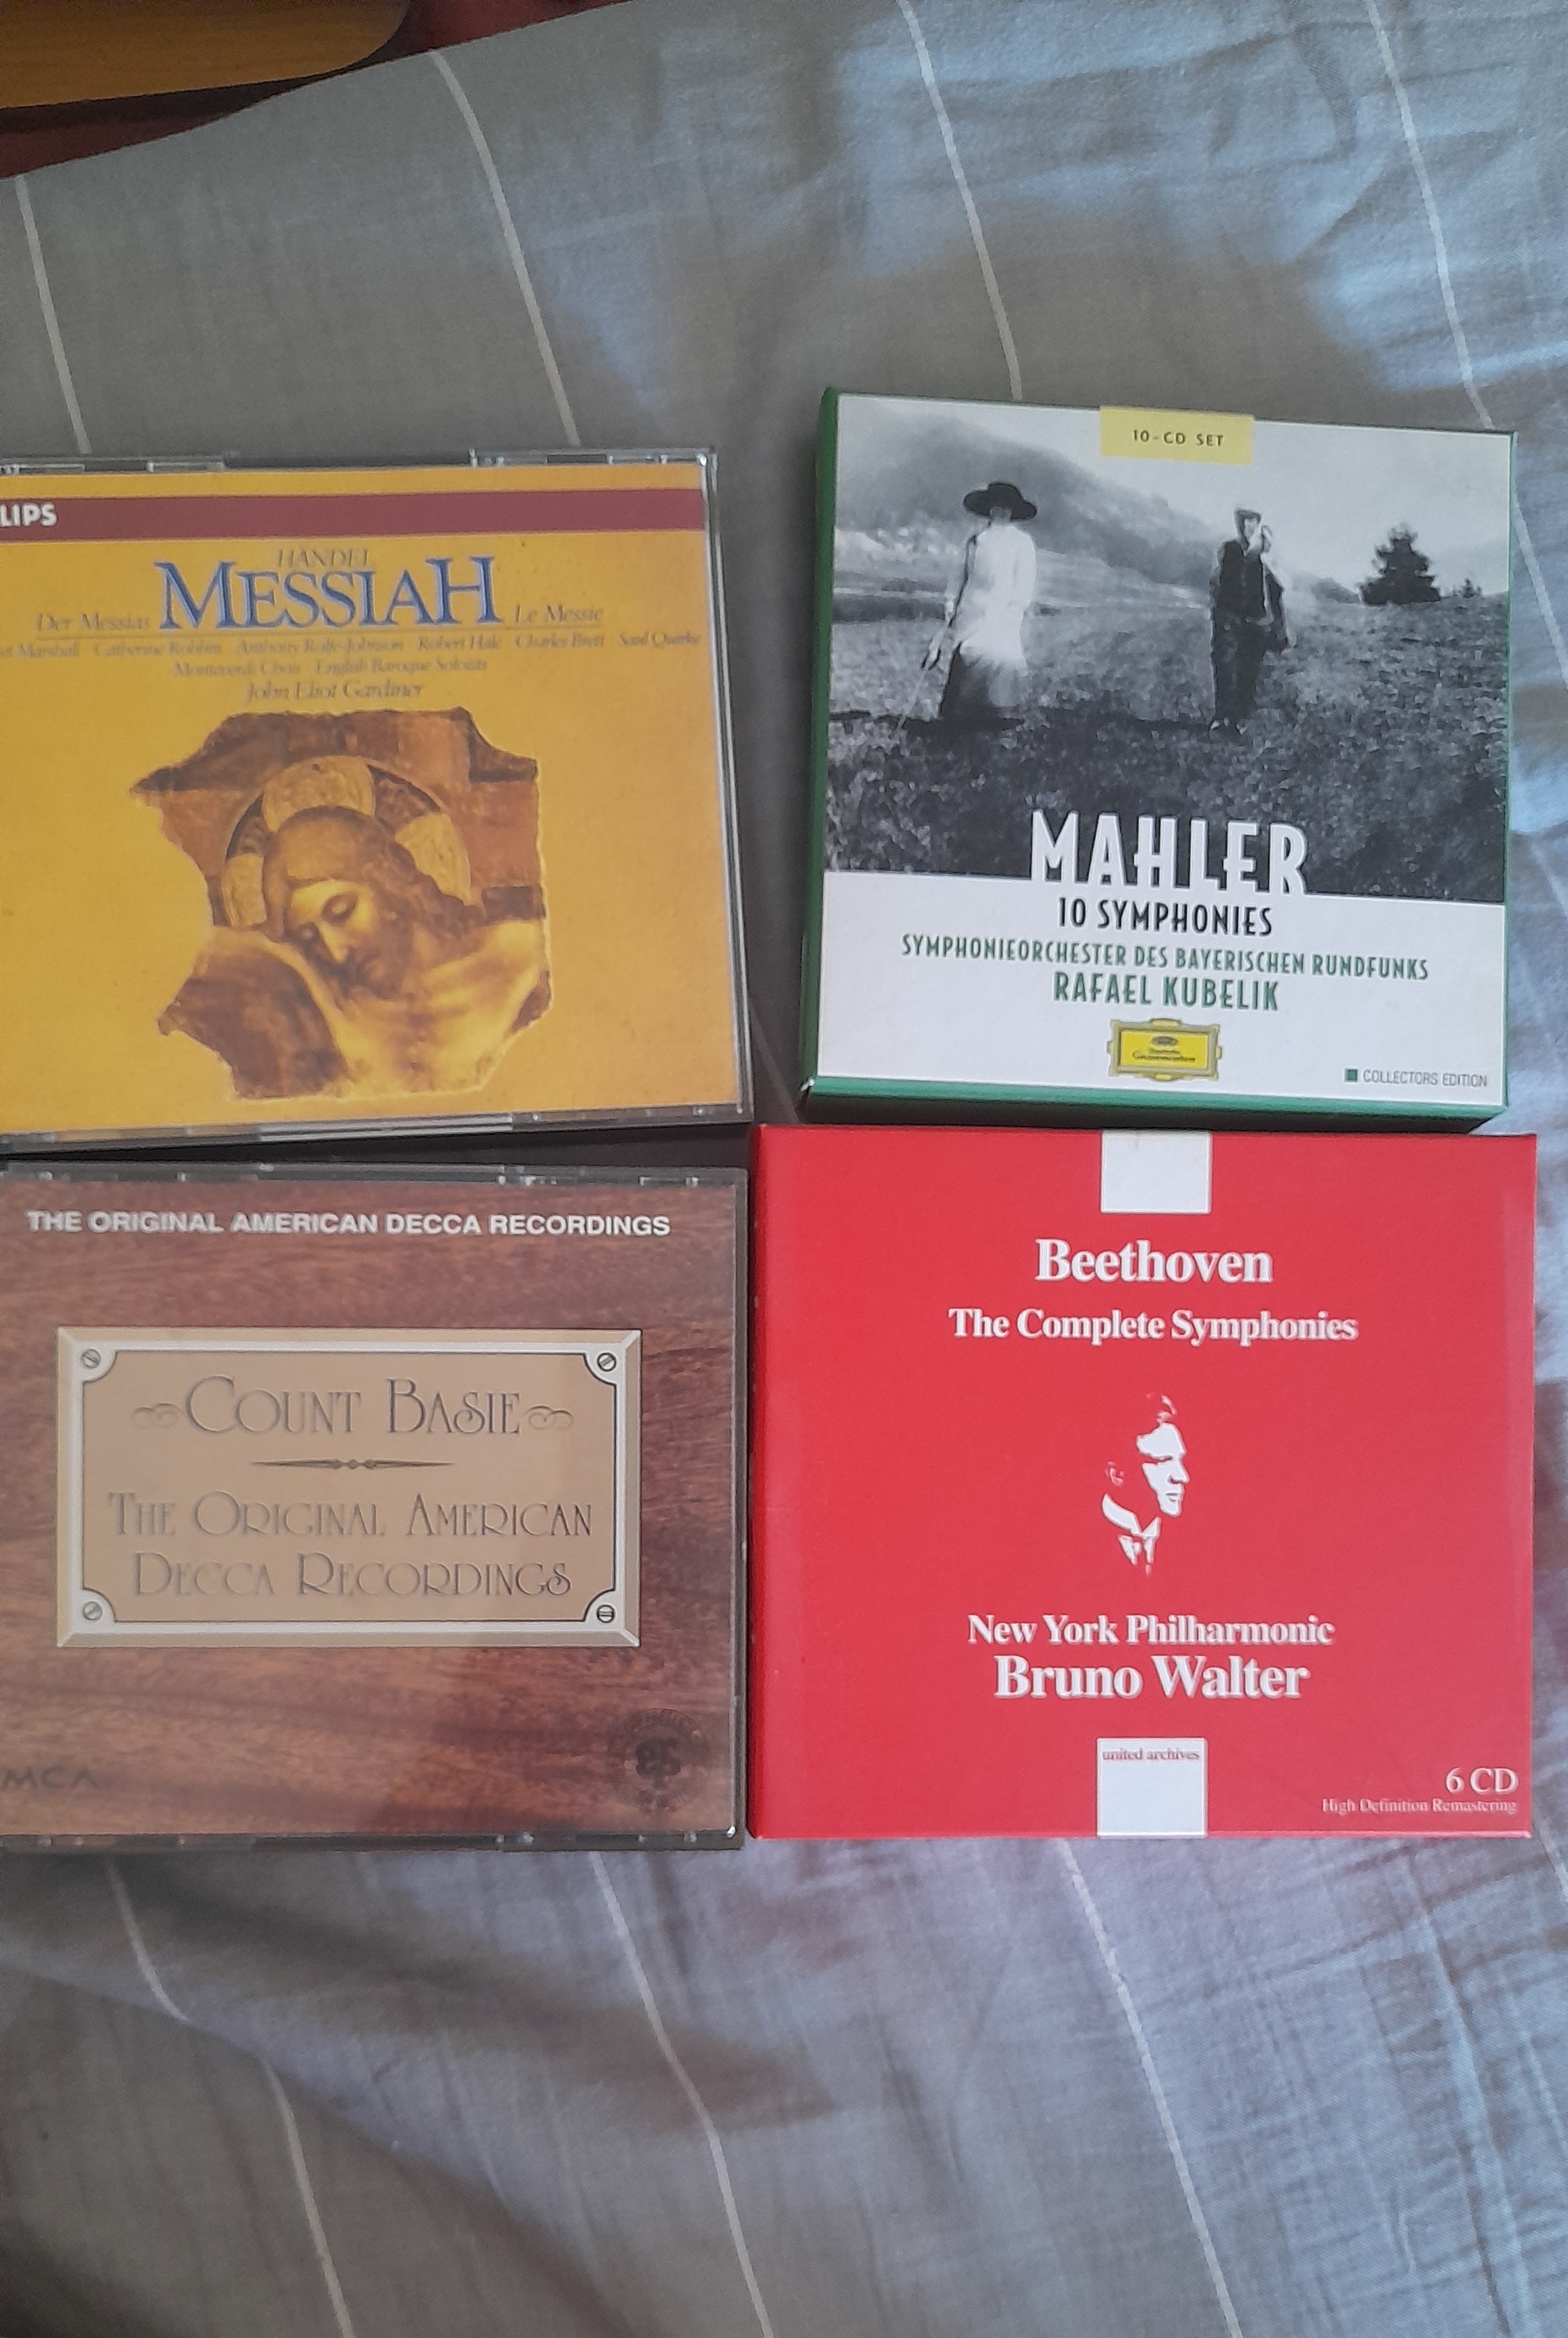 LIPS
HANDEL
MESSIAH
Der Messias Le Messie
Marshall · Catherine Robbin · Anthony Rolfe-Johnson · Robert Hale · Charles Brett · Saul Quirke
Monteverdi Choir · English Baroque Soloists
John Eliot Gardiner
10-CD SET
MAHLER
10 SYMPHONIES
SYMPHONIEORCHESTER DES BAYERISCHEN RUNDFUNKS
RAFAEL KUBELIK
Deutsche
Grammophon
COLLECTORS EDITION
THE ORIGINAL AMERICAN DECCA RECORDINGS
COUNT BASIE
THE ORIGINAL AMERICAN
DECCA RECORDINGS
MCA
Beethoven
The Complete Symphonies
New York Philharmonic
Bruno Walter
united archives
6 CD
High Definition Remastering